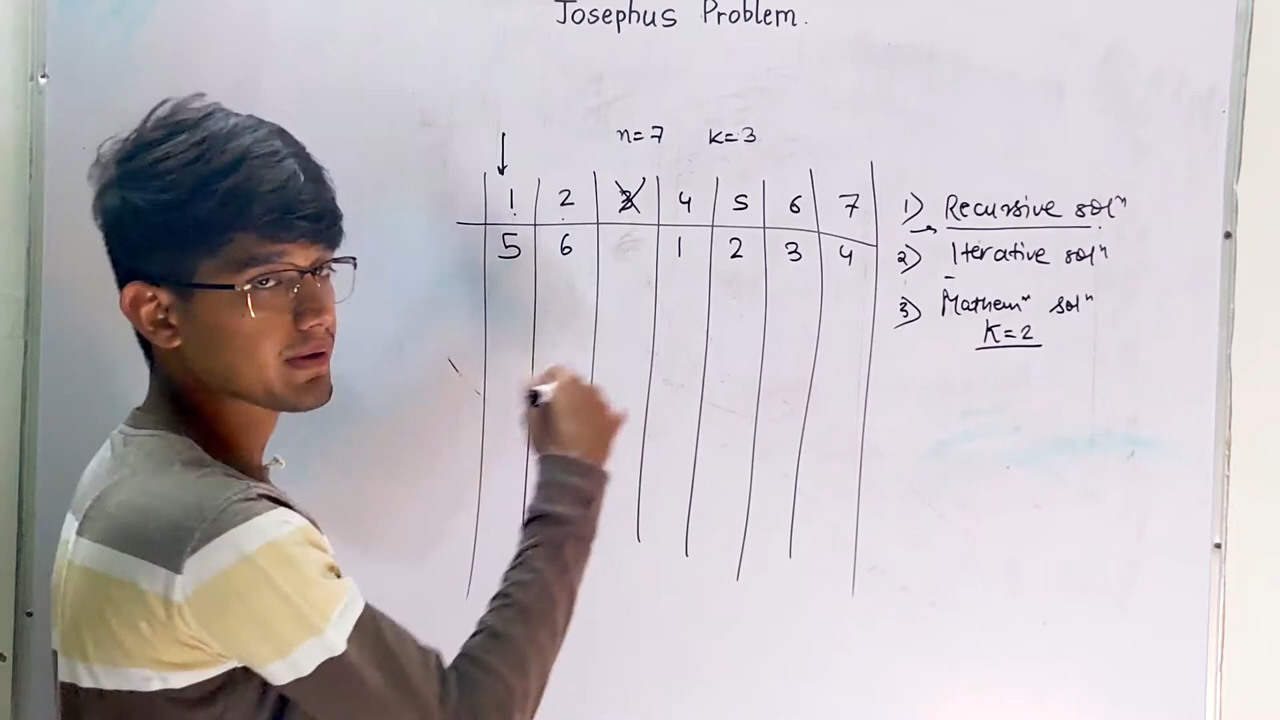 Josephus Problem.
n=7 k=3
1 2 3 4 5 6 7
5 6 1 2 3 4
1) Recursive solⁿ
2) Iterative solⁿ
3) Mathemⁿ solⁿ
K=2